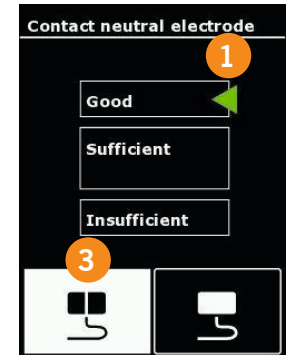 Contact neutral electrode
1
Good
Sufficient
Insufficient
3